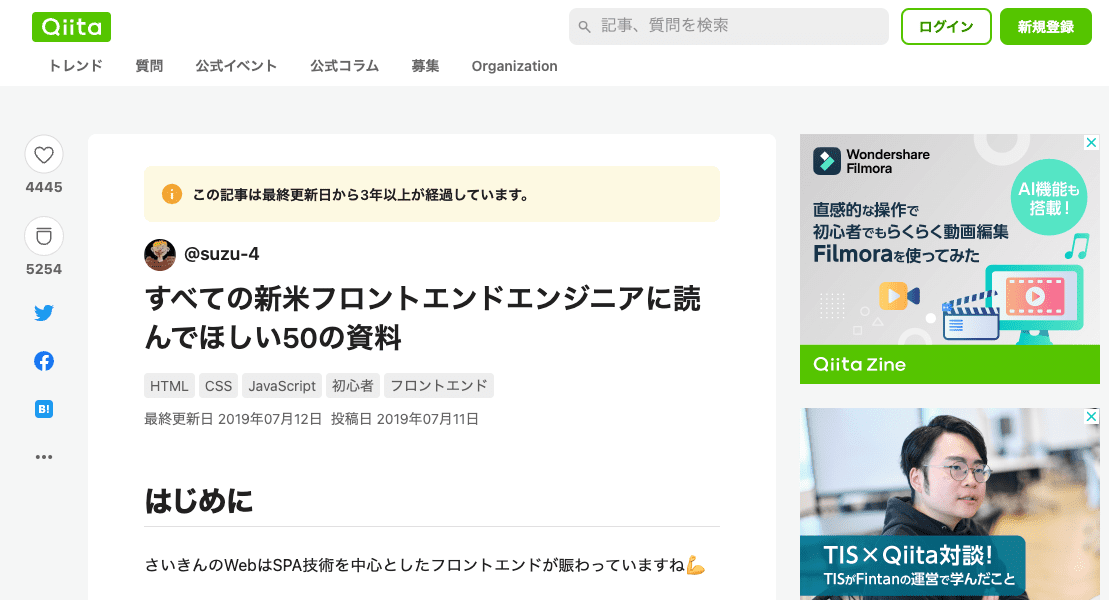 Qiita
記事、質問を検索
ログイン
新規登録
トレンド 質問 公式イベント 公式コラム 募集 Organization
4445
5254
B!
この記事は最終更新日から3年以上が経過しています。
@suzu-4
すべての新米フロントエンドエンジニアに読
んでほしい50の資料
HTML CSS JavaScript 初心者 フロントエンド
最終更新日 2019年07月12日 投稿日 2019年07月11日
はじめに
さいきんのWebはSPA技術を中心としたフロントエンドが賑わっていますね💪
Wondershare
Filmora
AI機能も
搭載!
直感的な操作で
初心者でもらくらく動画編集
Filmoraを使ってみた
Qiita Zine
TIS×Qiita対談!
TISがFintanの運営で学んだこと